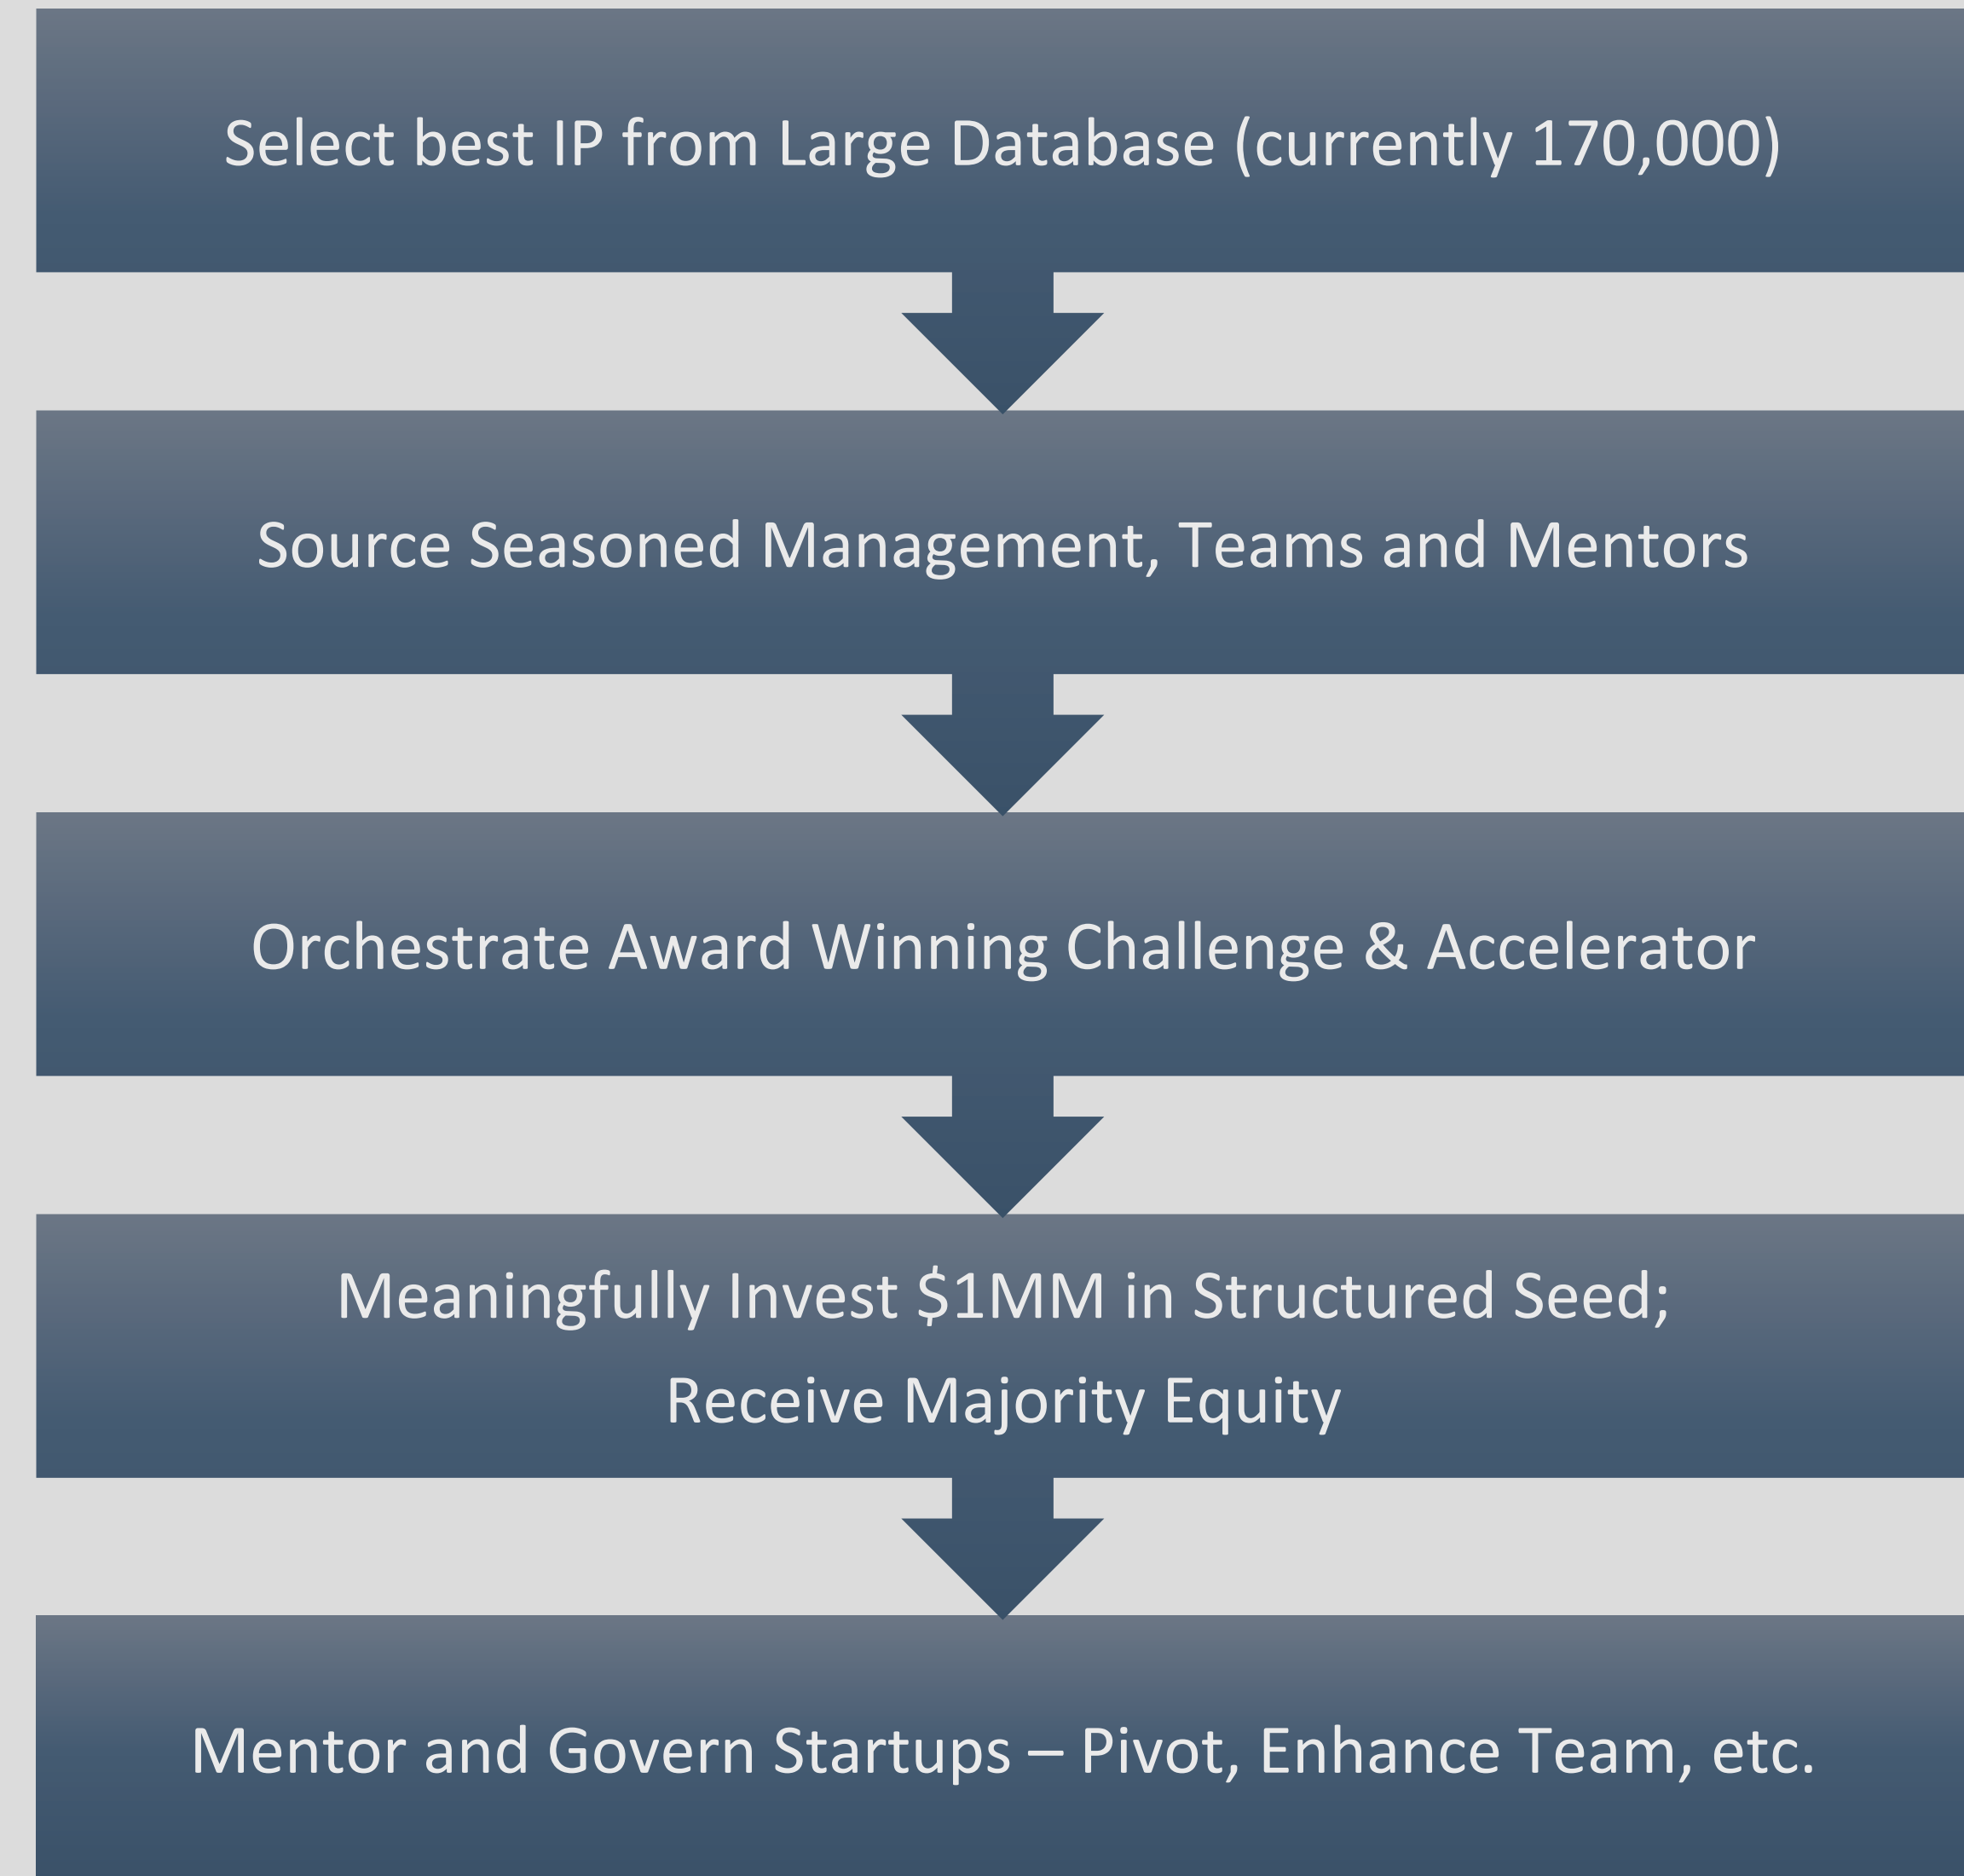 Select best IP from Large Database (currently 170,000)
Source Seasoned Management, Teams and Mentors
Orchestrate Award Winning Challenge & Accelerator
Meaningfully Invest $1MM in Structured Seed;
Receive Majority Equity
Mentor and Govern Startups – Pivot, Enhance Team, etc.